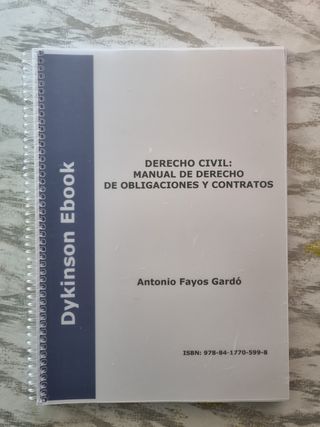 Dykinson Ebook
DERECHO CIVIL:
MANUAL DE DERECHO
DE OBLIGACIONES Y CONTRATOS
Antonio Fayos Gardó
ISBN: 978-84-1770-599-8